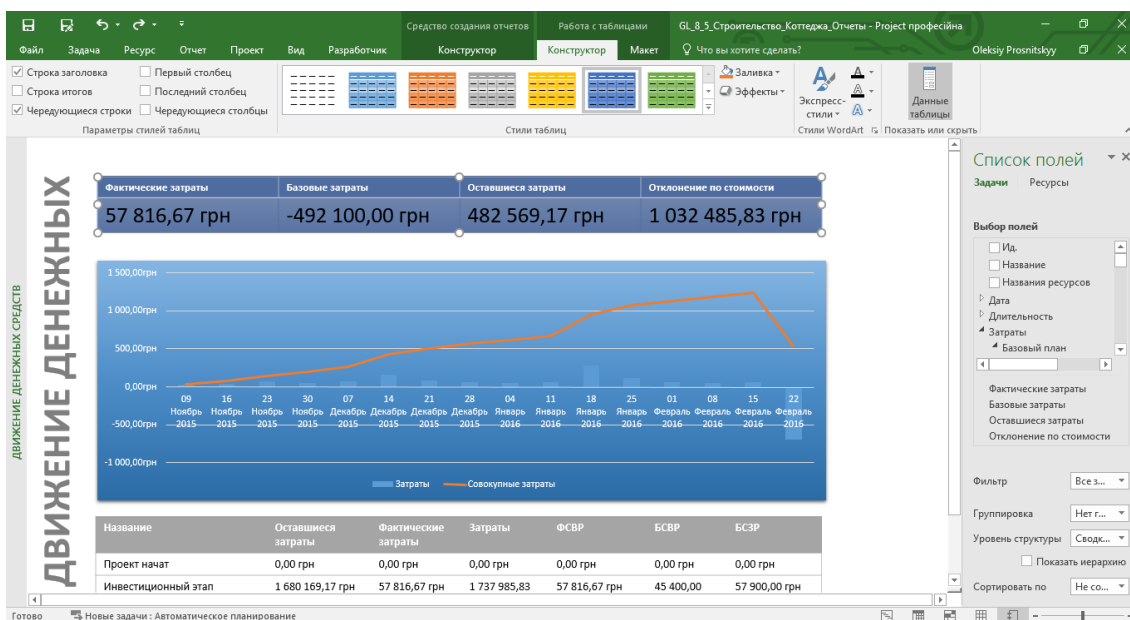 Средство создания отчетов
Работа с таблицами
GL_8_5_Строительство_Коттеджа_Отчеты - Project професійна
Файл Задача Ресурс Отчет Проект Вид Разработчик Конструктор Конструктор Макет Что вы хотите сделать? Oleksiy Prosnitskyy
Строка заголовка Первый столбец
Строка итогов Последний столбец
Чередующиеся строки Чередующиеся столбцы
Параметры стилей таблиц
Стили таблиц
Заливка
Эффекты
Экспресс-
стили
Стили WordArt
Данные
таблицы
Показать или скрыть
ДВИЖЕНИЕ ДЕНЕЖНЫХ СРЕДСТВ
ДВИЖЕНИЕ ДЕНЕЖНЫХ
Фактические затраты Базовые затраты Оставшиеся затраты Отклонение по стоимости
57 816,67 грн -492 100,00 грн 482 569,17 грн 1 032 485,83 грн
1 500,00грн
1 000,00грн
500,00грн
0,00грн
-500,00грн
-1 000,00грн
09 16 23 30 07 14 21 28 04 11 18 25 01 08 15 22
Ноябрь Ноябрь Ноябрь Ноябрь Декабрь Декабрь Декабрь Декабрь Январь Январь Январь Январь Февраль Февраль Февраль Февраль
2015 2015 2015 2015 2015 2015 2015 2015 2016 2016 2016 2016 2016 2016 2016 2016
Затраты Совокупные затраты
Название Оставшиеся Фактические Затраты ФСВР БСВР БСЗР
затраты затраты
Проект начат 0,00 грн 0,00 грн 0,00 грн 0,00 грн 0,00 грн 0,00 грн
Инвестиционный этап 1 680 169,17 грн 57 816,67 грн 1 737 985,83 57 816,67 грн 45 400,00 57 900,00 грн
Список полей
Задачи Ресурсы
Выбор полей
Ид.
Название
Названия ресурсов
Дата
Длительность
Затраты
Базовый план
Фактические затраты
Базовые затраты
Оставшиеся затраты
Отклонение по стоимости
Фильтр Все з...
Группировка Нет г...
Уровень структуры Сводк...
Показать иерархию
Сортировать по Не со...
Готово Новые задачи : Автоматическое планирование